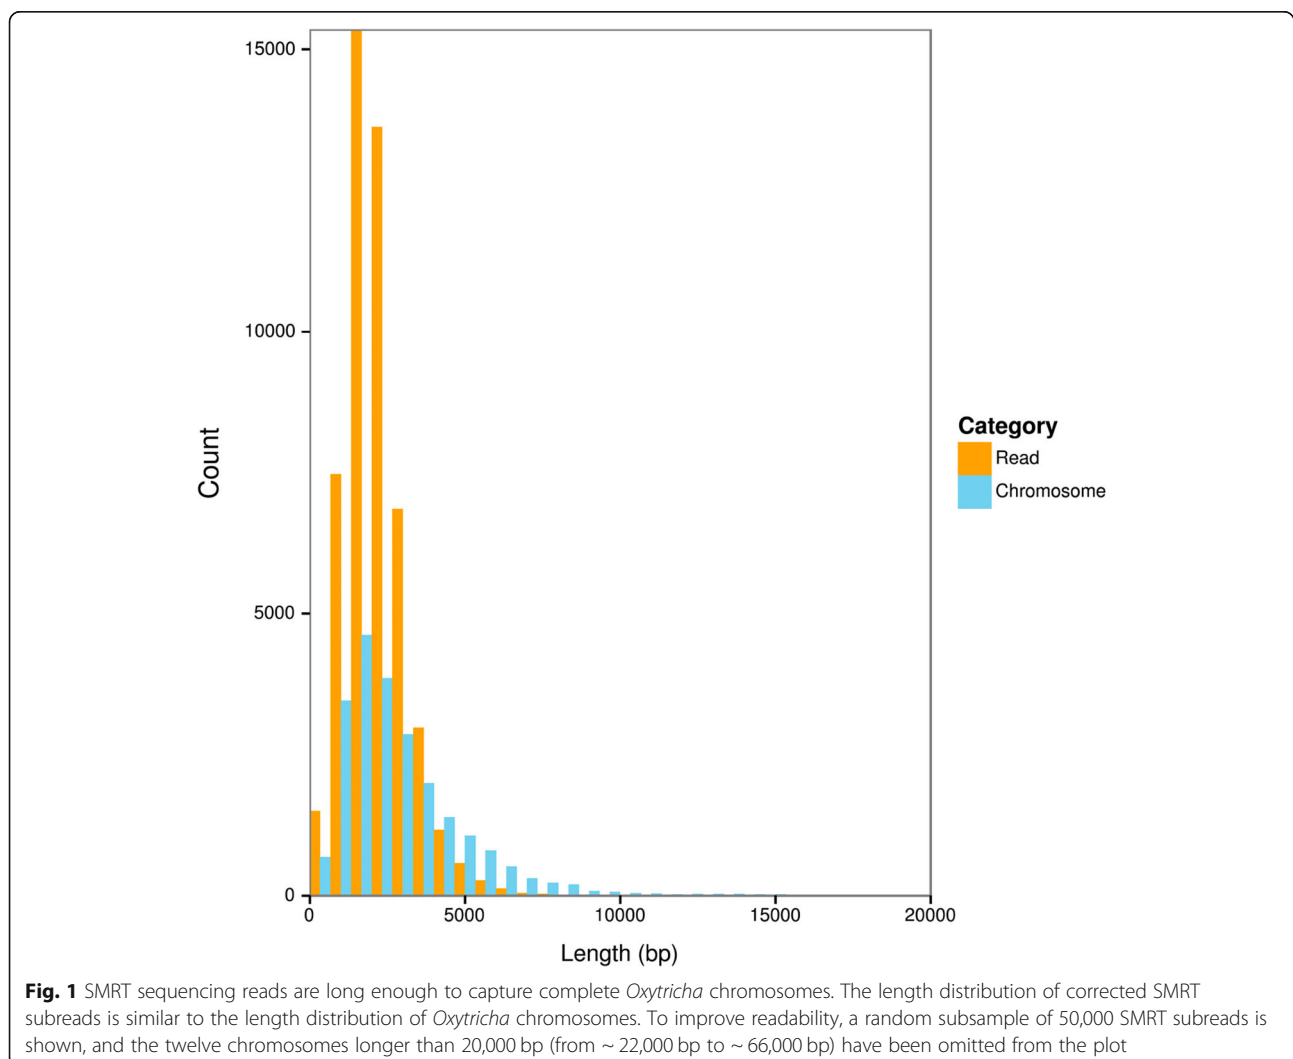 15000
10000
5000
0
Count
0 5000 10000 15000 20000
Length (bp)
Category
Read
Chromosome
Fig. 1 SMRT sequencing reads are long enough to capture complete Oxytricha chromosomes. The length distribution of corrected SMRT
subreads is similar to the length distribution of Oxytricha chromosomes. To improve readability, a random subsample of 50,000 SMRT subreads is
shown, and the twelve chromosomes longer than 20,000 bp (from ~ 22,000 bp to ~ 66,000 bp) have been omitted from the plot